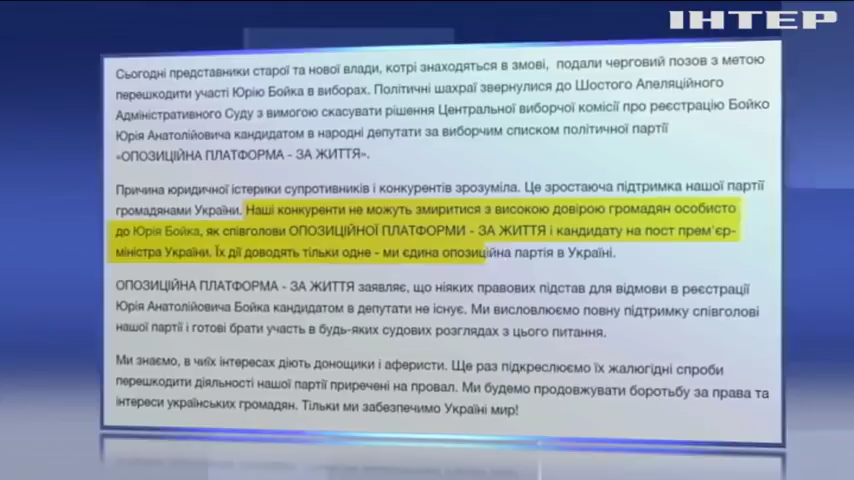 ІНТЕР
Сьогодні представники старої та нової влади, котрі знаходяться в змові, подали черговий позов з метою
перешкодити участі Юрію Бойка в виборах. Політичні шахраї звернулися до Шостого Апеляційного
Адміністративного Суду з вимогою скасувати рішення Центральної виборчої комісії про реєстрацію Бойко
Юрія Анатолійовича кандидатом в народні депутати за виборчим списком політичної партії
«ОПОЗИЦІЙНА ПЛАТФОРМА - ЗА ЖИТТЯ».
Причина юридичної істерики супротивників і конкурентів зрозуміла. Це зростаюча підтримка нашої партії
громадянами України. Наші конкуренти не можуть змиритися з високою довірою громадян особисто
до Юрія Бойка, як співголови ОПОЗИЦІЙНОЇ ПЛАТФОРМИ - ЗА ЖИТТЯ і кандидату на пост прем'єр-
міністра України. Їх дії доводять тільки одне - ми єдина опозиційна партія в Україні.
ОПОЗИЦІЙНА ПЛАТФОРМА - ЗА ЖИТТЯ заявляє, що ніяких правових підстав для відмови в реєстрації
Юрія Анатолійовича Бойка кандидатом в депутати не існує. Ми висловлюємо повну підтримку співголові
нашої партії і готові брати участь в будь-яких судових розглядах з цього питання.
Ми знаємо, в чиїх інтересах діють донощики і аферисти. Ще раз підкреслюємо їх жалюгідні спроби
перешкодити діяльності нашої партії приречені на провал. Ми будемо продовжувати боротьбу за права та
інтереси українських громадян. Тільки ми забезпечимо Україні мир!